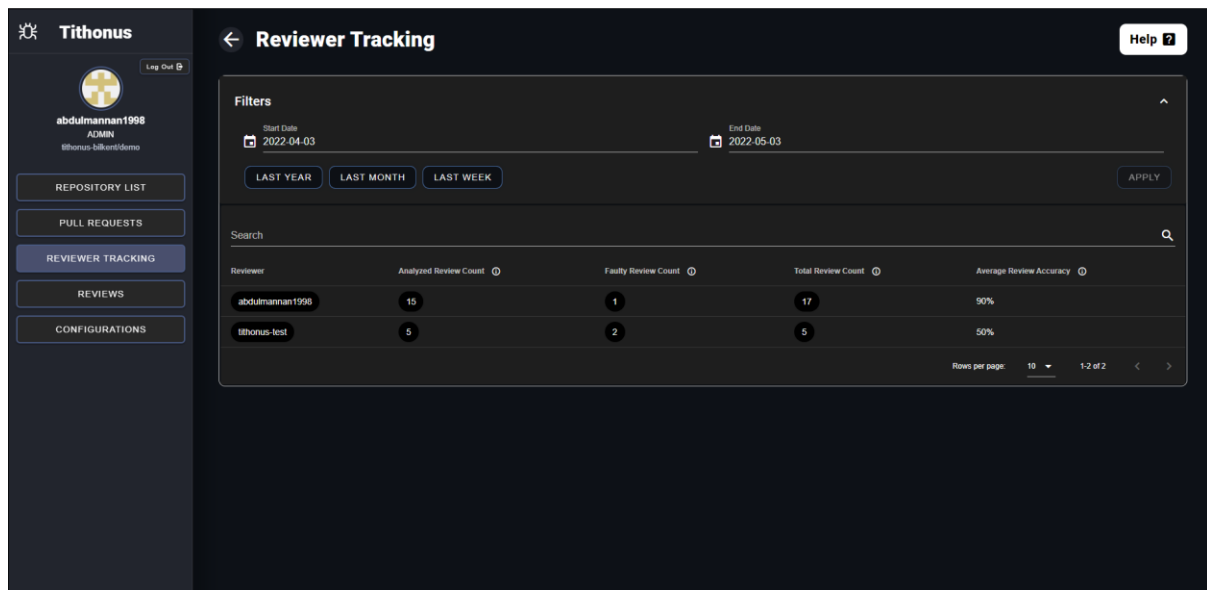 Tithonus
Log Out
abdulmannan1998
ADMIN
tithonus-bilkent/demo
REPOSITORY LIST
PULL REQUESTS
REVIEWER TRACKING
REVIEWS
CONFIGURATIONS
Reviewer Tracking
Help ?
Filters
Start Date
2022-04-03
End Date
2022-05-03
LAST YEAR LAST MONTH LAST WEEK
APPLY
Search
Reviewer Analyzed Review Count Faulty Review Count Total Review Count Average Review Accuracy
abdulmannan1998 15 1 17 90%
tithonus-test 5 2 5 50%
Rows per page: 10 1-2 of 2